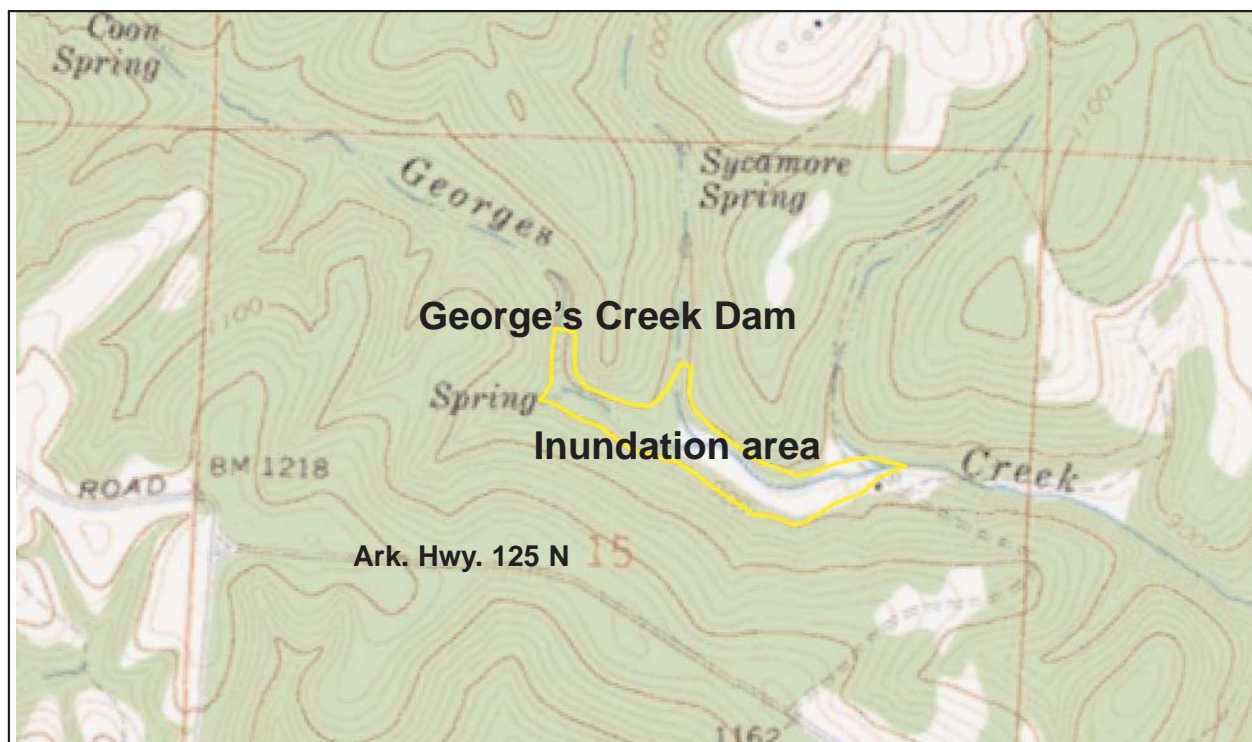 Coon
Spring
1000
1100
Georges
Sycamore
Spring
1100
George's Creek Dam
Spring
Inundation area
Creek
ROAD
BM 1218
900
Ark. Hwy. 125 N
15
1162